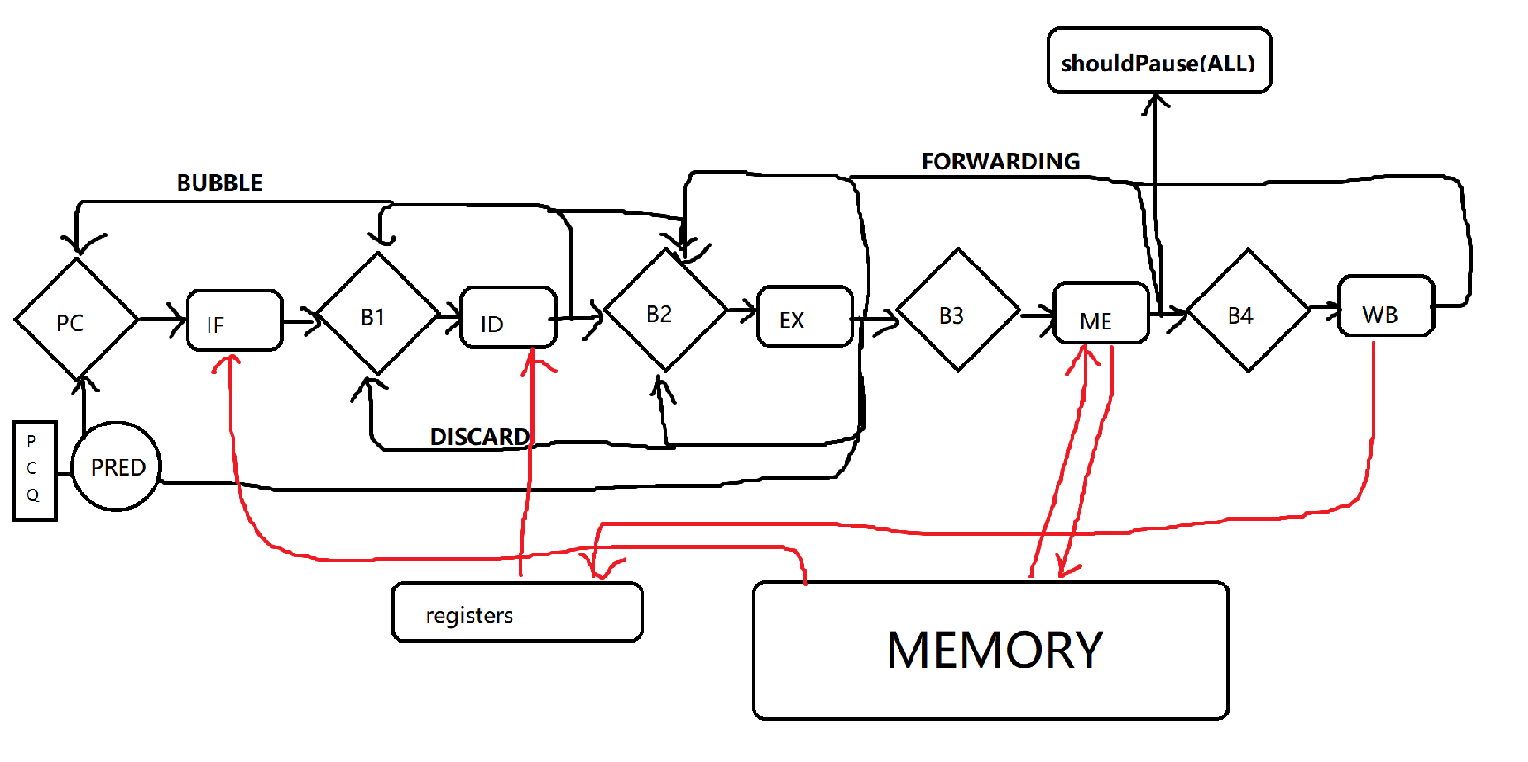 shouldPause(ALL)
FORWARDING
BUBBLE
PC
IF
B1
ID
B2
EX
B3
ME
B4
WB
DISCARD
P
C
Q
PRED
registers
MEMORY